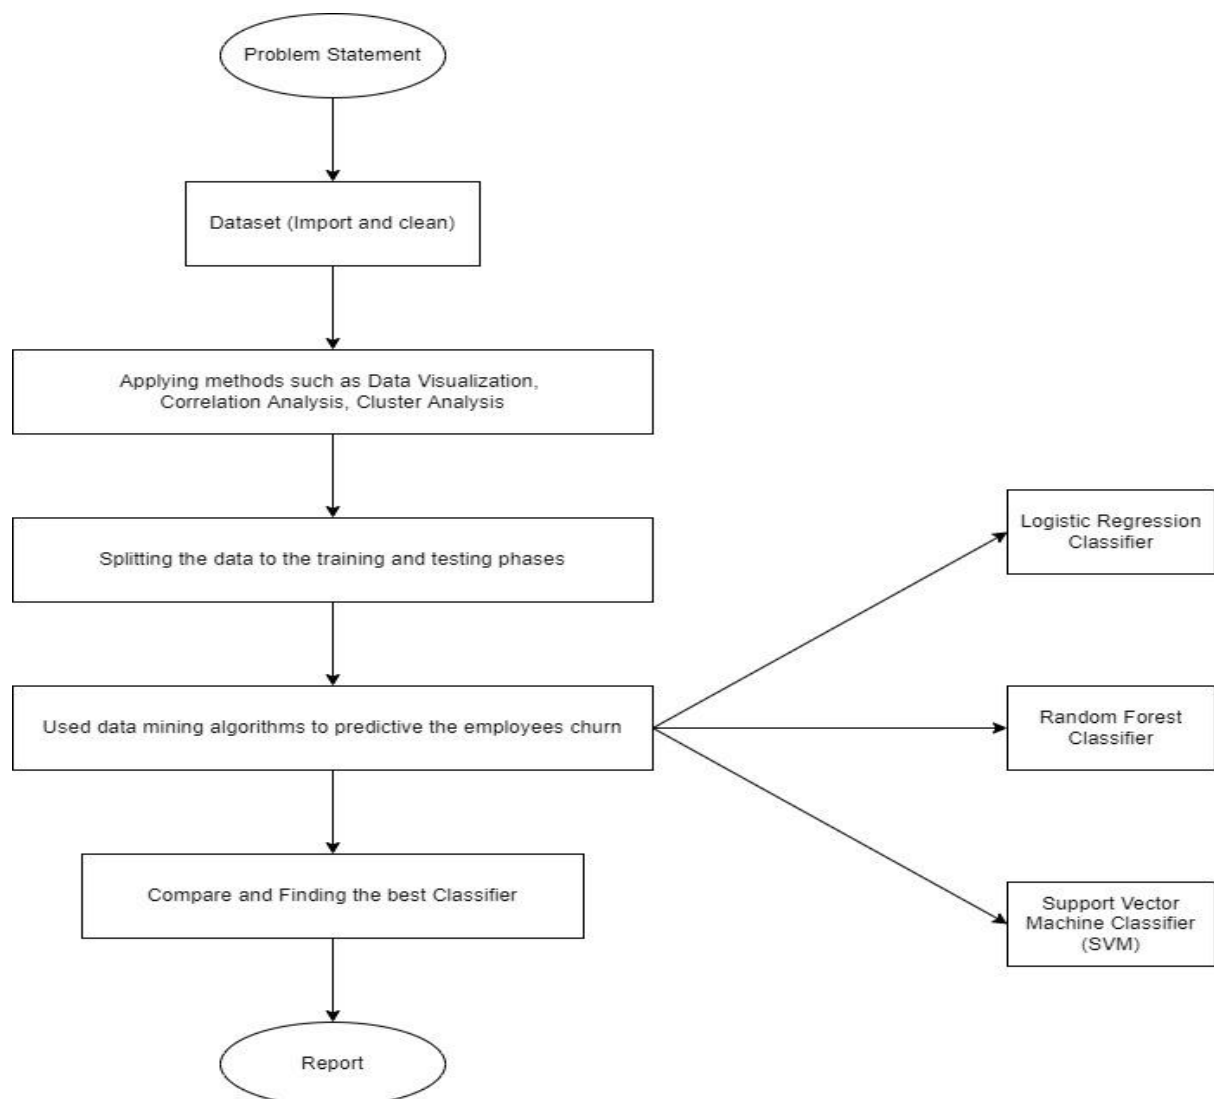 Problem Statement
Dataset (Import and clean)
Applying methods such as Data Visualization,
Correlation Analysis, Cluster Analysis
Splitting the data to the training and testing phases
Used data mining algorithms to predictive the employees churn
Logistic Regression
Classifier
Random Forest
Classifier
Support Vector
Machine Classifier
(SVM)
Compare and Finding the best Classifier
Report